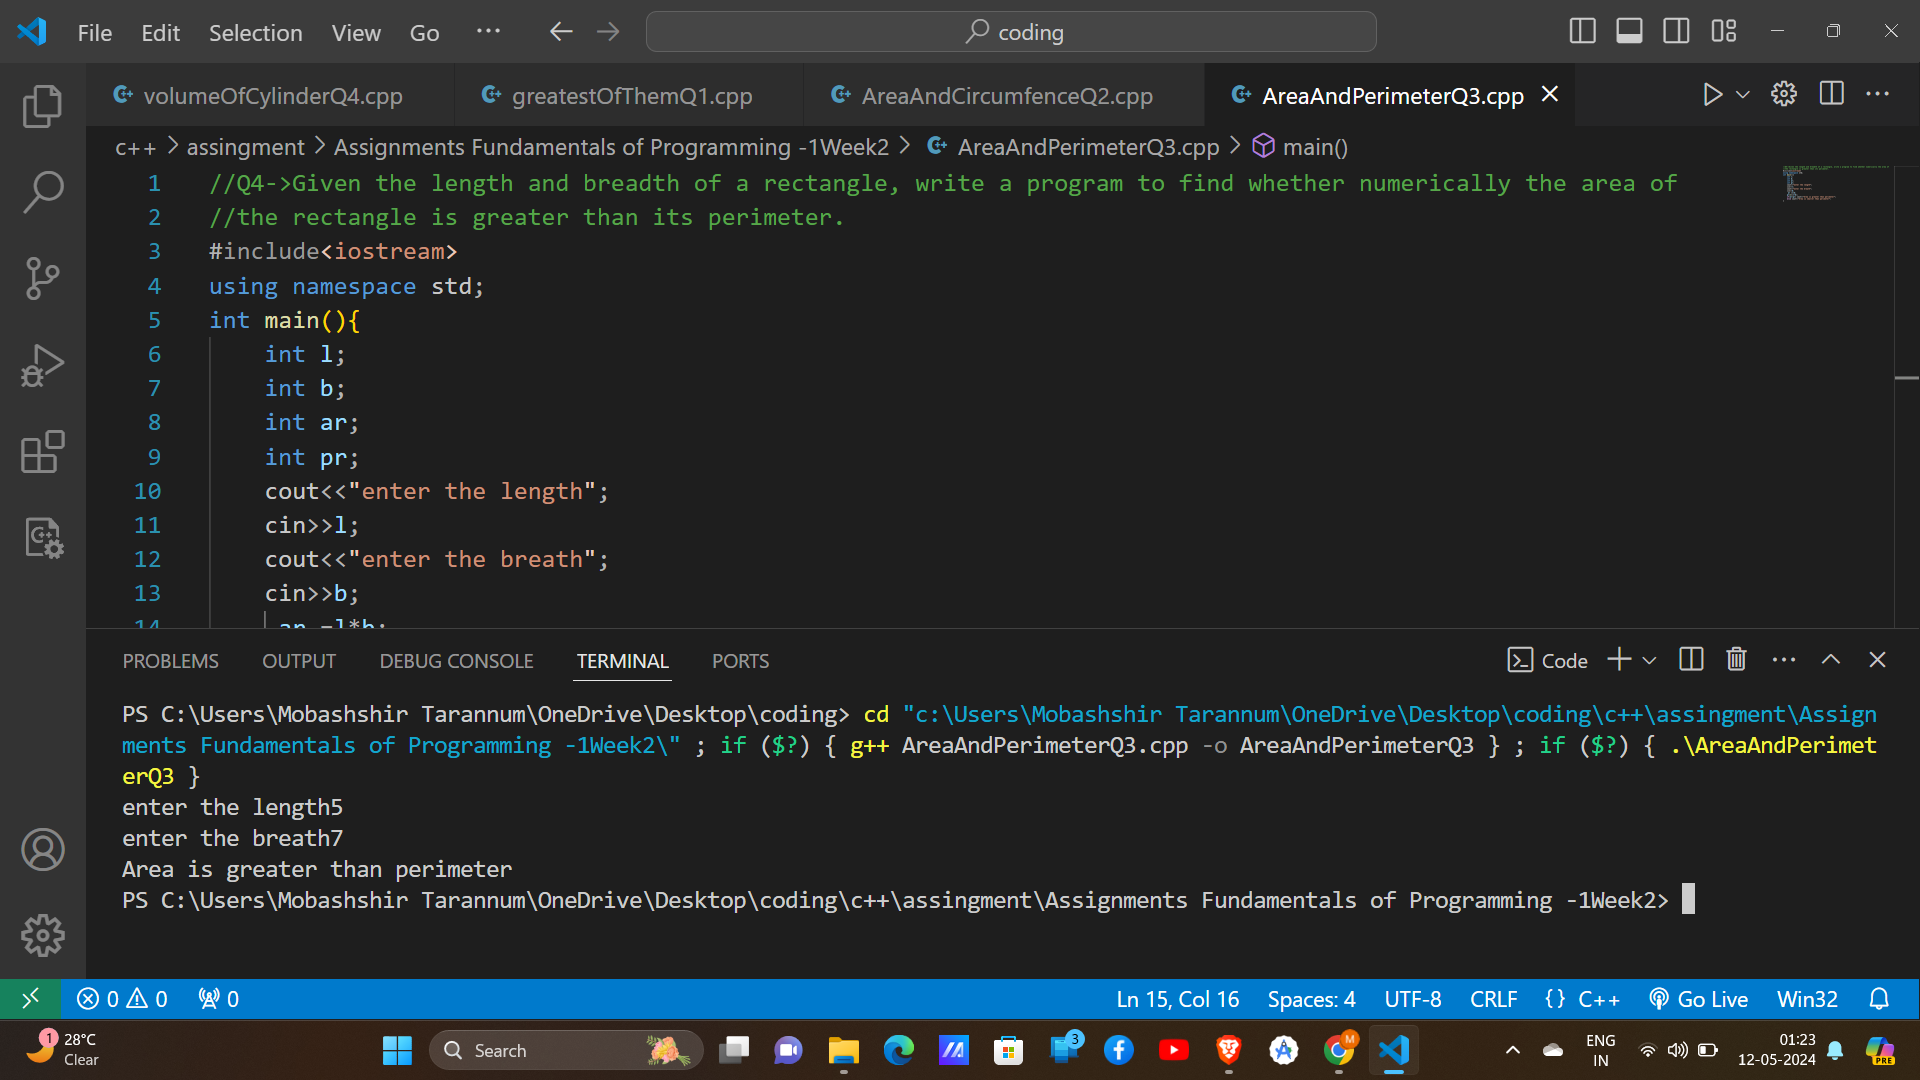 File Edit Selection View Go ··· coding
volumeOfCylinderQ4.cpp greatestOfThemQ1.cpp AreaAndCircumfenceQ2.cpp AreaAndPerimeterQ3.cpp
c++ > assingment > Assignments Fundamentals of Programming -1Week2 > AreaAndPerimeterQ3.cpp > main()
1 //Q4->Given the length and breadth of a rectangle, write a program to find whether numerically the area of
2 //the rectangle is greater than its perimeter.
3 #include<iostream>
4 using namespace std;
5 int main(){
6 int l;
7 int b;
8 int ar;
9 int pr;
10 cout<<"enter the length";
11 cin>>l;
12 cout<<"enter the breath";
13 cin>>b;
14 ar =l*b;
PROBLEMS OUTPUT DEBUG CONSOLE TERMINAL PORTS Code
PS C:\Users\Mobashshir Tarannum\OneDrive\Desktop\coding> cd "c:\Users\Mobashshir Tarannum\OneDrive\Desktop\coding\c++\assingment\Assign
ments Fundamentals of Programming -1Week2\" ; if ($?) { g++ AreaAndPerimeterQ3.cpp -o AreaAndPerimeterQ3 } ; if ($?) { .\AreaAndPerimet
erQ3 }
enter the length5
enter the breath7
Area is greater than perimeter
PS C:\Users\Mobashshir Tarannum\OneDrive\Desktop\coding\c++\assingment\Assignments Fundamentals of Programming -1Week2>
0 0 0 Ln 15, Col 16 Spaces: 4 UTF-8 CRLF {} C++ Go Live Win32
1 28°C
Clear
Search
3
M
ENG
IN
01:23
12-05-2024
PRE